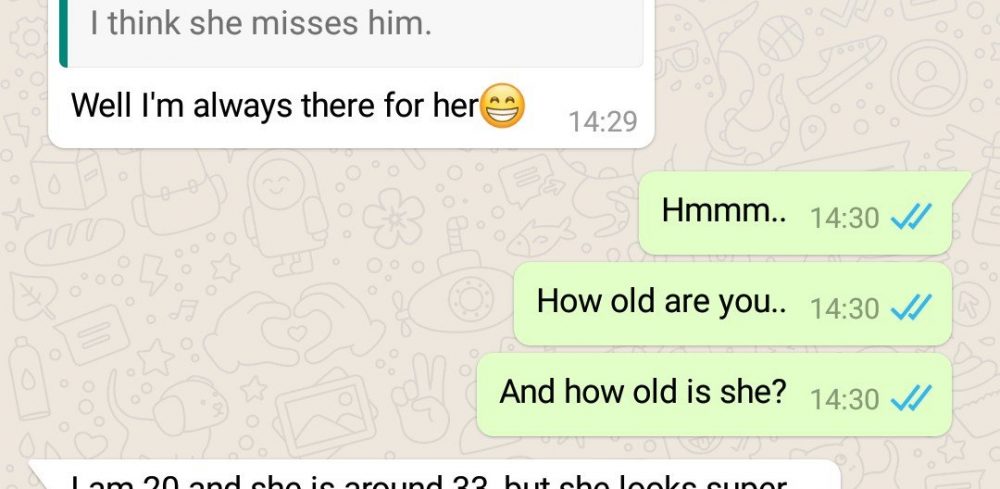 I think she misses him.
Well I'm always there for her😁
14:29
Hmmm.. 14:30
How old are you.. 14:30
And how old is she? 14:30
I am 20 and she is around 33, but she looks super